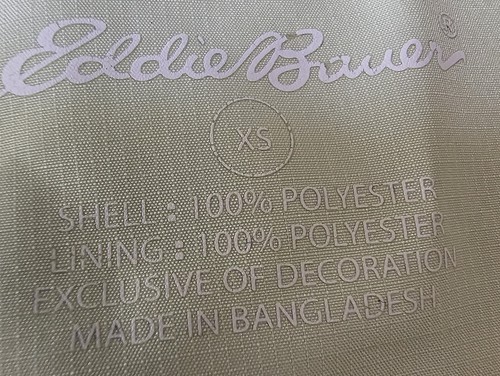 Eddie Bauer®
XS
SHELL : 100% POLYESTER
LINING : 100% POLYESTER
EXCLUSIVE OF DECORATION
MADE IN BANGLADESH